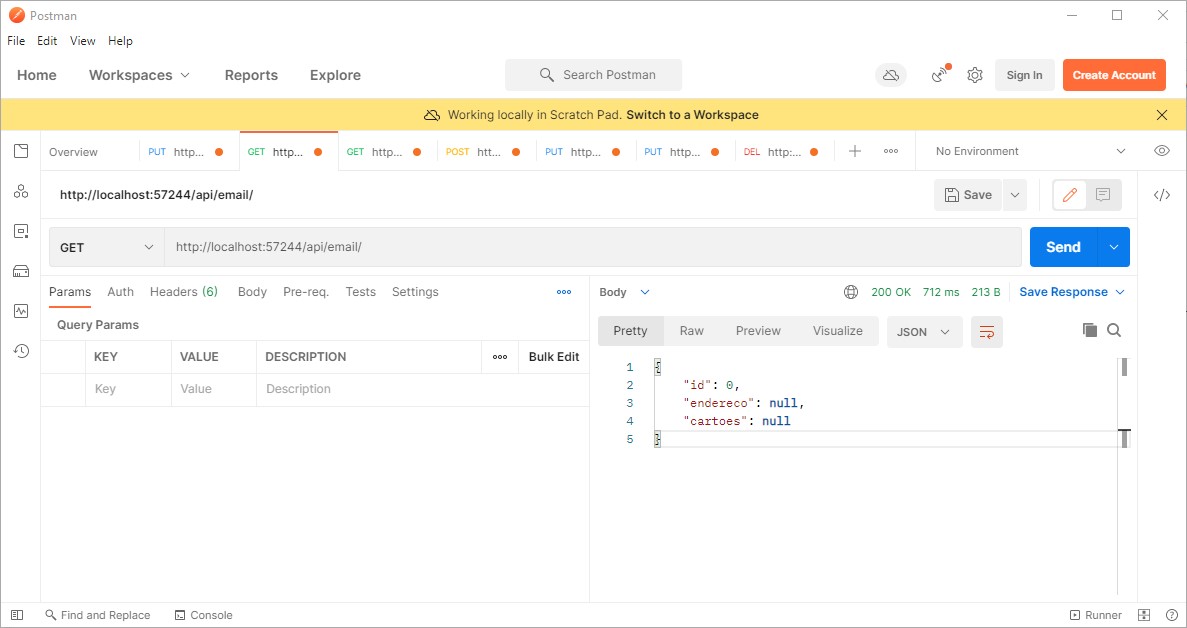 Postman
File Edit View Help
Home Workspaces Reports Explore Search Postman Sign In Create Account
Working locally in Scratch Pad. Switch to a Workspace
Overview PUT http... GET http... GET http... POST htt... PUT http... PUT http... DEL http:... No Environment
http://localhost:57244/api/email/ Save
GET http://localhost:57244/api/email/ Send
Params Auth Headers (6) Body Pre-req. Tests Settings
Query Params
KEY VALUE DESCRIPTION Bulk Edit
Key Value Description
Body 200 OK 712 ms 213 B Save Response
Pretty Raw Preview Visualize JSON
1 {
2 "id": 0,
3 "endereco": null,
4 "cartoes": null
5 }
Find and Replace Console Runner